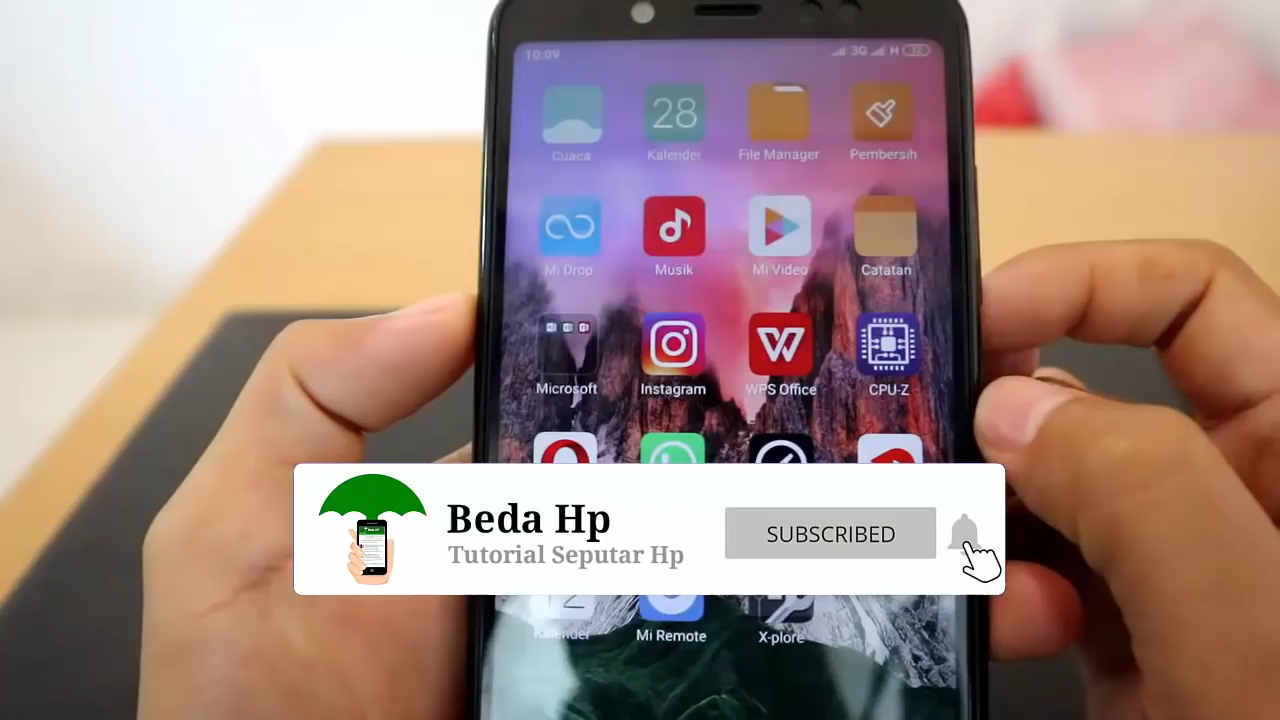 10:09 3G H
28
Cuaca Kalender File Manager Pembersih
Mi Drop Musik Mi Video Catatan
Microsoft Instagram WPS Office CPU-Z
Beda Hp
Tutorial Seputar Hp
SUBSCRIBED
Kalender Mi Remote X-plore